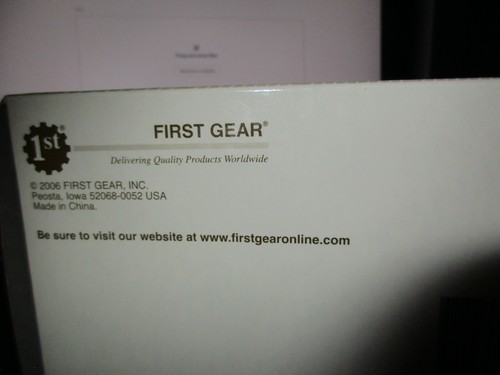 1st®
FIRST GEAR®
Delivering Quality Products Worldwide
© 2006 FIRST GEAR, INC.
Peosta, Iowa 52068-0052 USA
Made in China.
Be sure to visit our website at www.firstgearonline.com